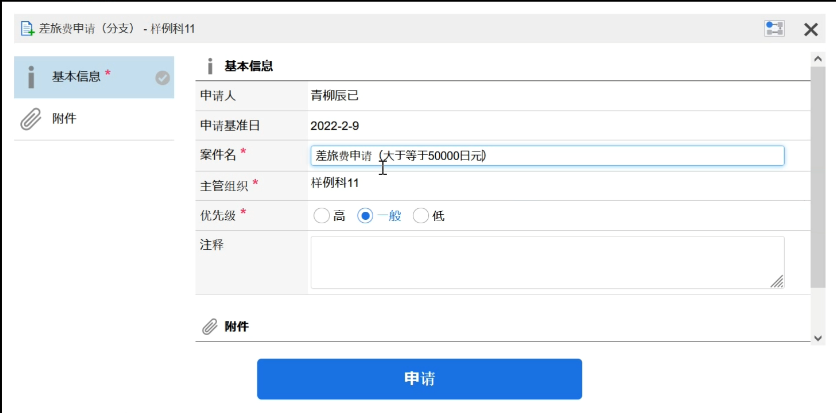 差旅费申请（分支） - 样例科11
基本信息 *
附件
基本信息
申请人 青柳辰已
申请基准日 2022-2-9
案件名 * 差旅费申请（大于等于50000日元）
主管组织 * 样例科11
优先级 * 高 一般 低
注释
附件
申请